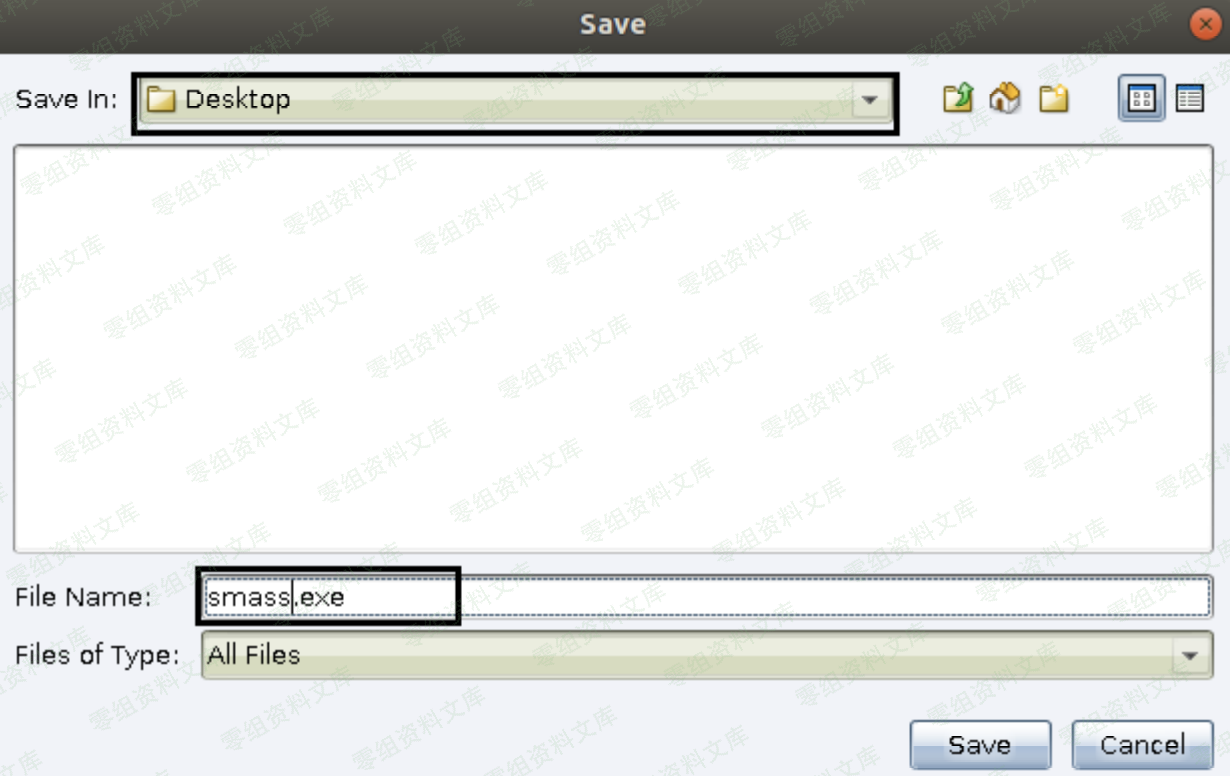 Save
Save In: Desktop
File Name: smass.exe
Files of Type: All Files
Save Cancel
零组资料文库